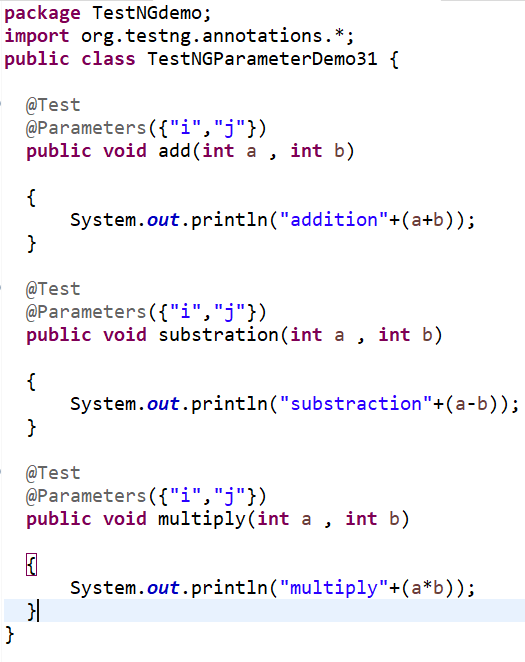 package TestNGdemo;
import org.testng.annotations.*;
public class TestNGParameterDemo31 {
@Test
@Parameters({"i","j"})
public void add(int a , int b)
{
System.out.println("addition"+(a+b));
}
@Test
@Parameters({"i","j"})
public void substration(int a , int b)
{
System.out.println("substraction"+(a-b));
}
@Test
@Parameters({"i","j"})
public void multiply(int a , int b)
{
System.out.println("multiply"+(a*b));
}
}